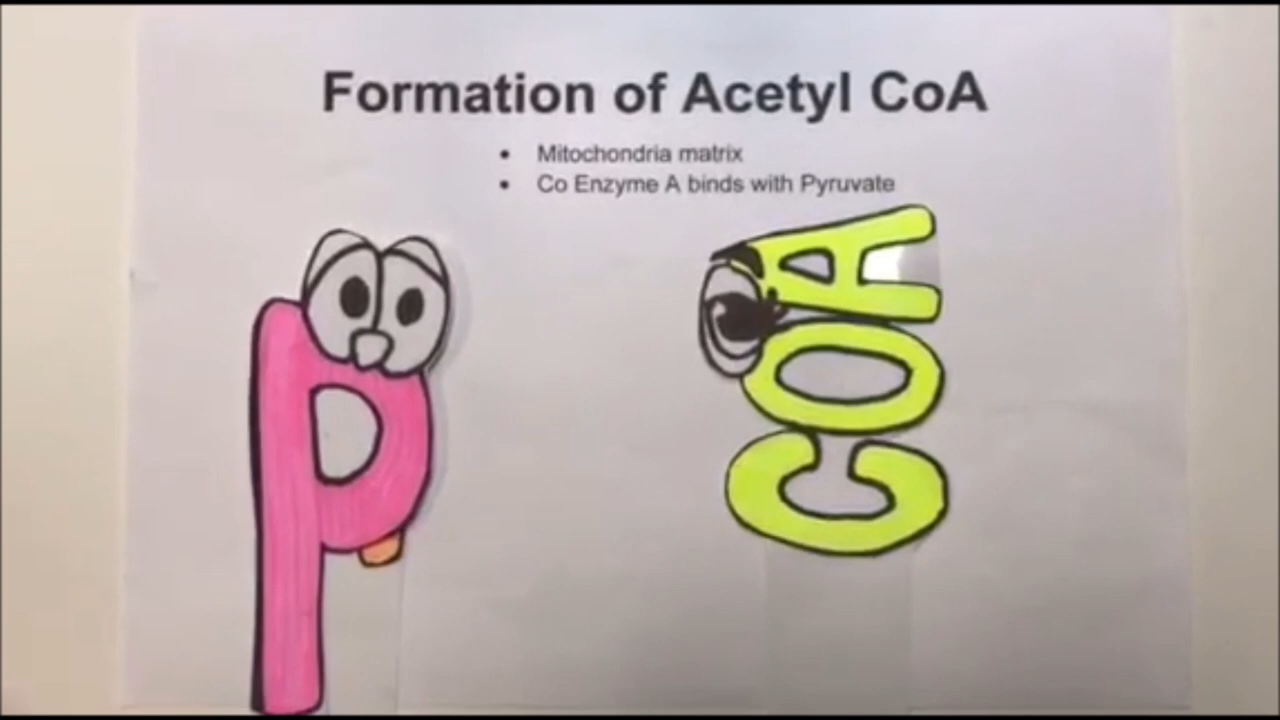 Formation of Acetyl CoA
• Mitochondria matrix
• Co Enzyme A binds with Pyruvate
P
COA